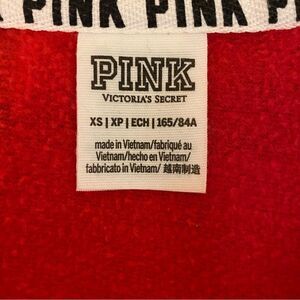 PINK PINK PINK P
PINK
VICTORIA'S SECRET
XS | XP | ECH | 165/84A
made in Vietnam/fabriqué au
Vietnam/hecho en Vietnam/
fabbricato in Vietnam/ 越南制造